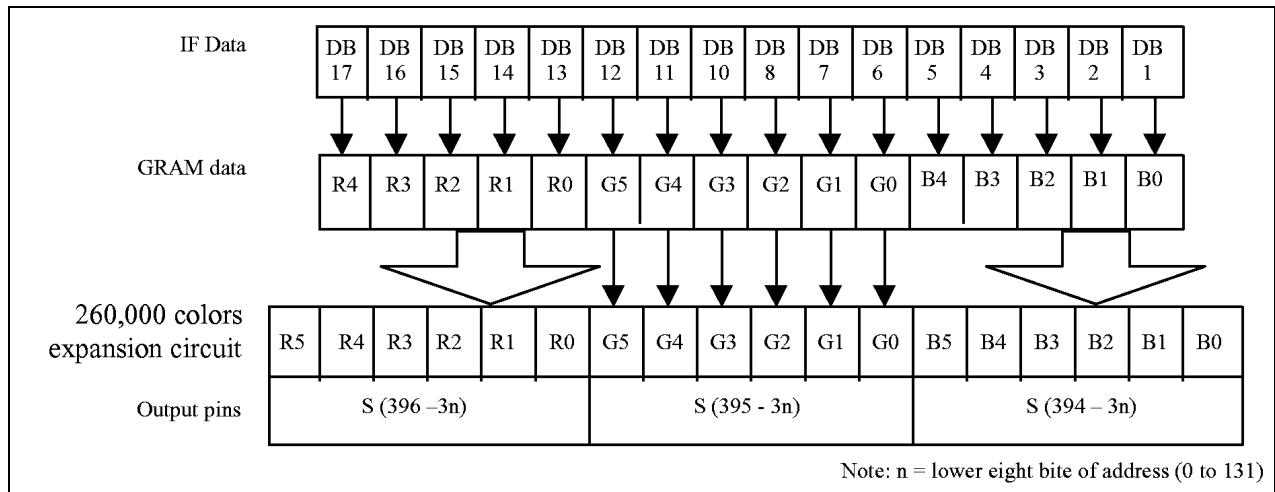 IF Data DB 17 DB 16 DB 15 DB 14 DB 13 DB 12 DB 11 DB 10 DB 8 DB 7 DB 6 DB 5 DB 4 DB 3 DB 2 DB 1
GRAM data R4 R3 R2 R1 R0 G5 G4 G3 G2 G1 G0 B4 B3 B2 B1 B0
260,000 colors
expansion circuit R5 R4 R3 R2 R1 R0 G5 G4 G3 G2 G1 G0 B5 B4 B3 B2 B1 B0
Output pins S (396 –3n) S (395 - 3n) S (394 – 3n)
Note: n = lower eight bite of address (0 to 131)